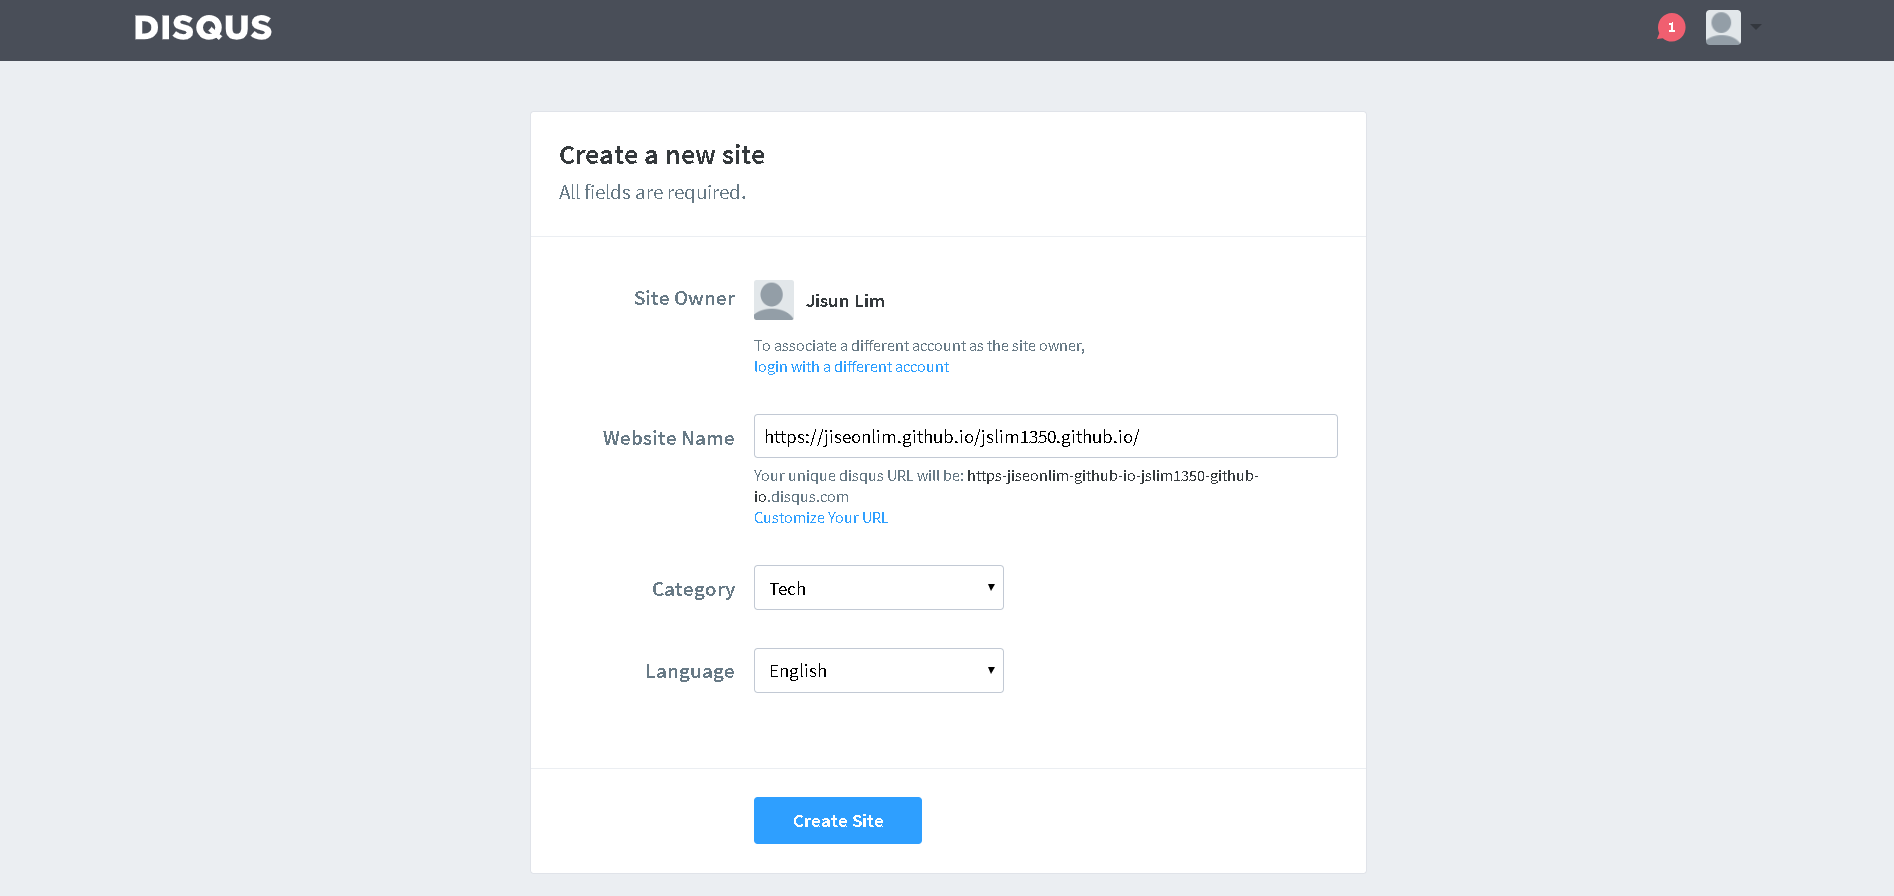 DISQUS
1
Create a new site
All fields are required.
Site Owner
Jisun Lim
To associate a different account as the site owner,
login with a different account
Website Name
https://jiseonlim.github.io/jslim1350.github.io/
Your unique disqus URL will be: https-jiseonlim-github-io-jslim1350-github-
io.disqus.com
Customize Your URL
Category
Tech
Language
English
Create Site